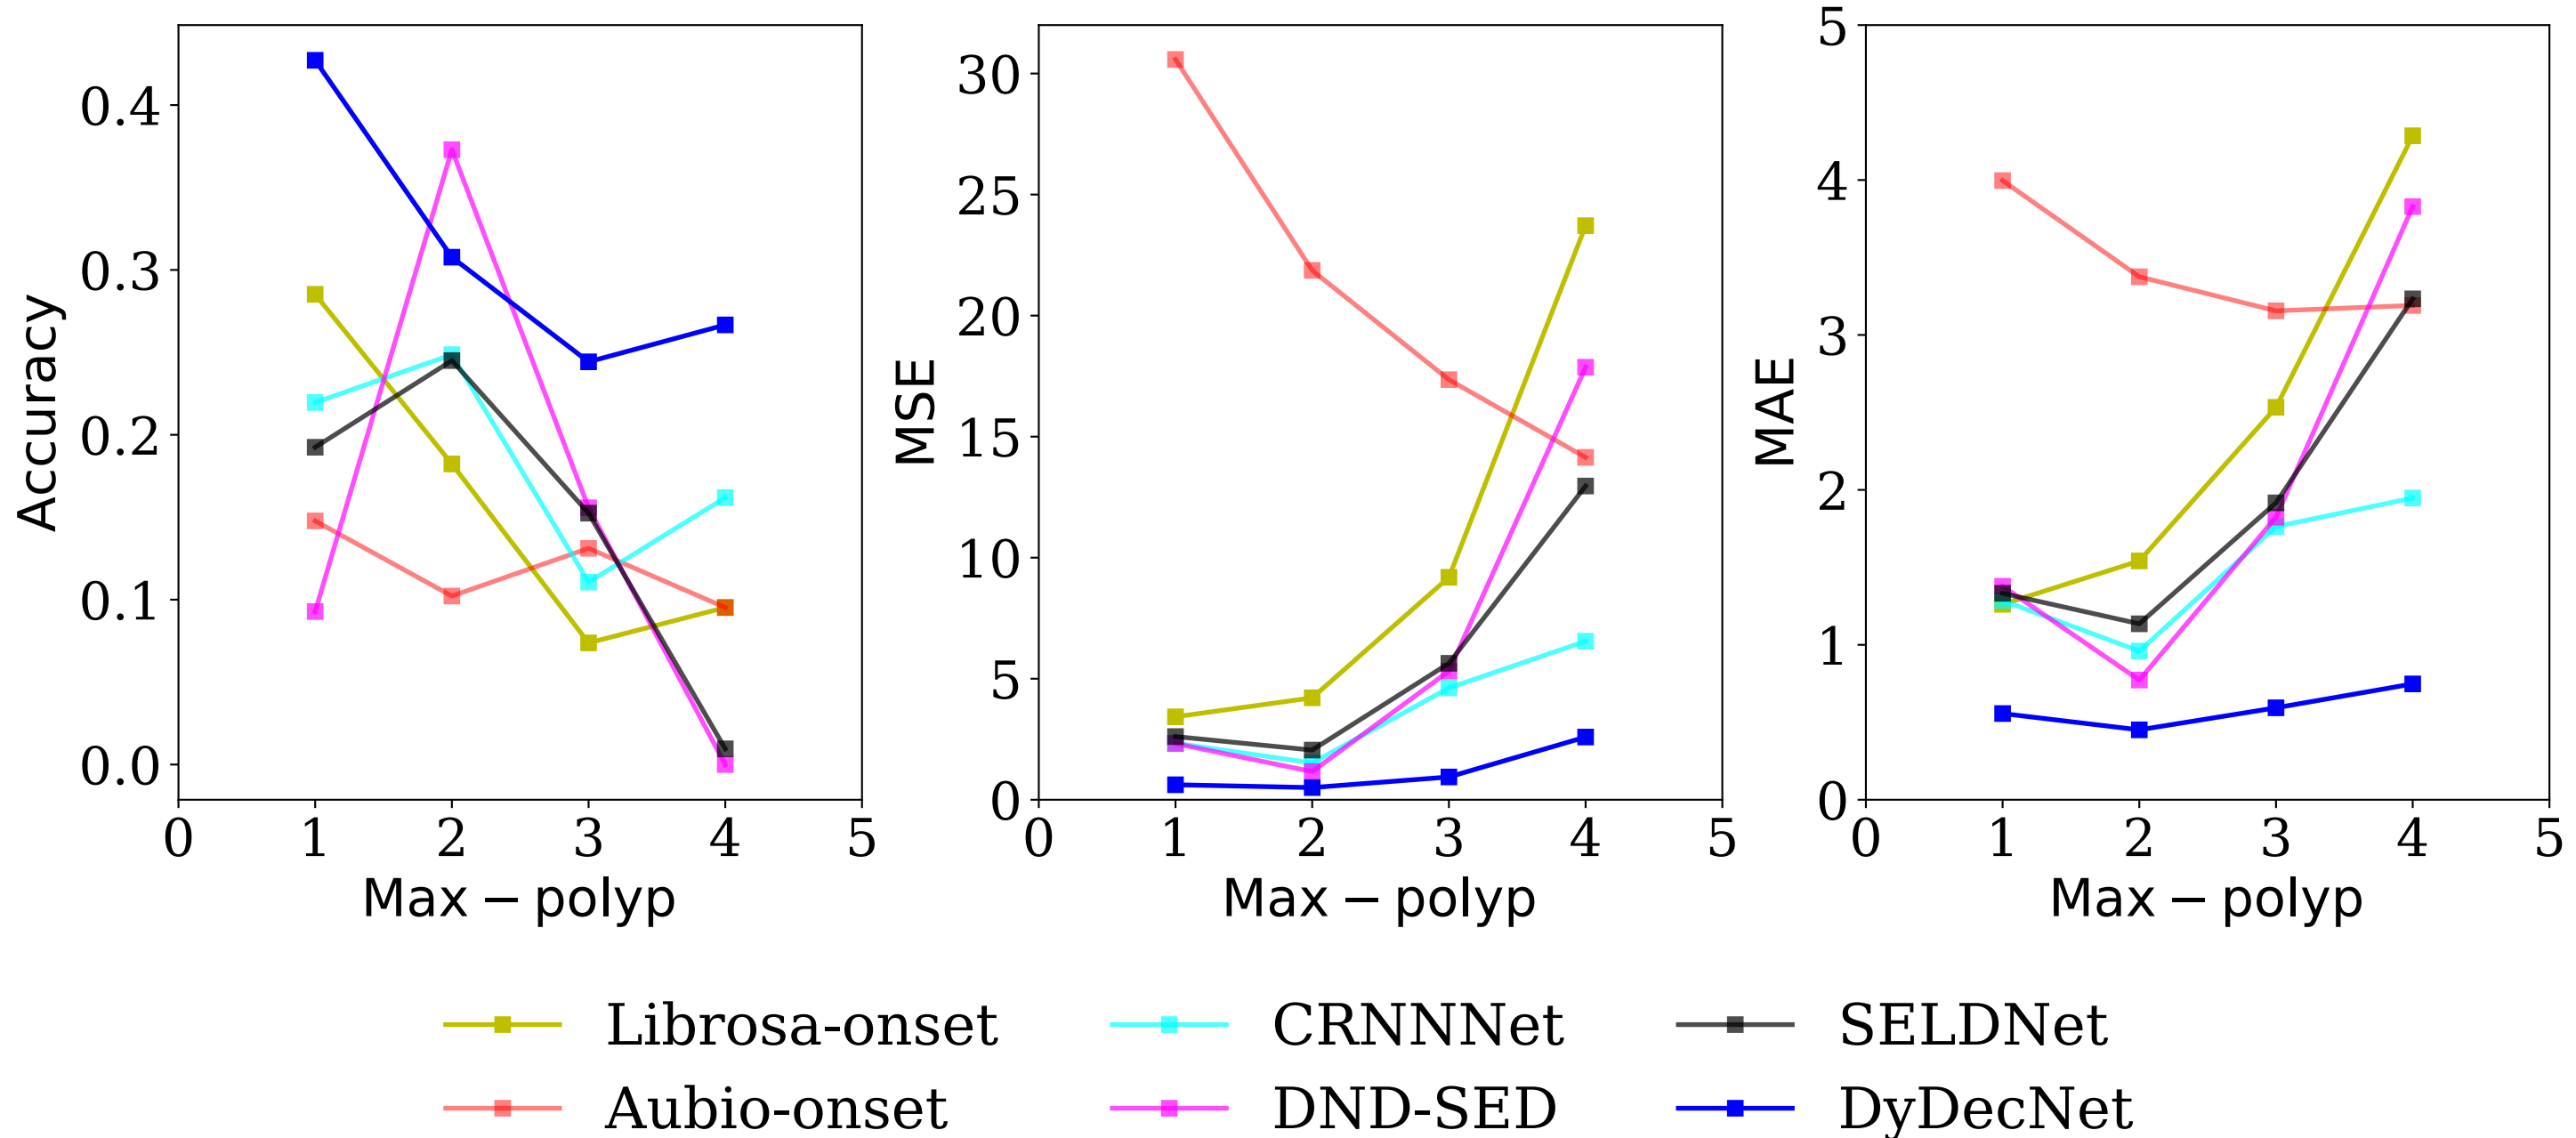 Accuracy
0.4
0.3
0.2
0.1
0.0
0 1 2 3 4 5
Max − polyp
MSE
30
25
20
15
10
5
0
0 1 2 3 4 5
Max − polyp
MAE
5
4
3
2
1
0
0 1 2 3 4 5
Max − polyp
Librosa-onset
Aubio-onset
CRNNNet
DND-SED
SELDNet
DyDecNet